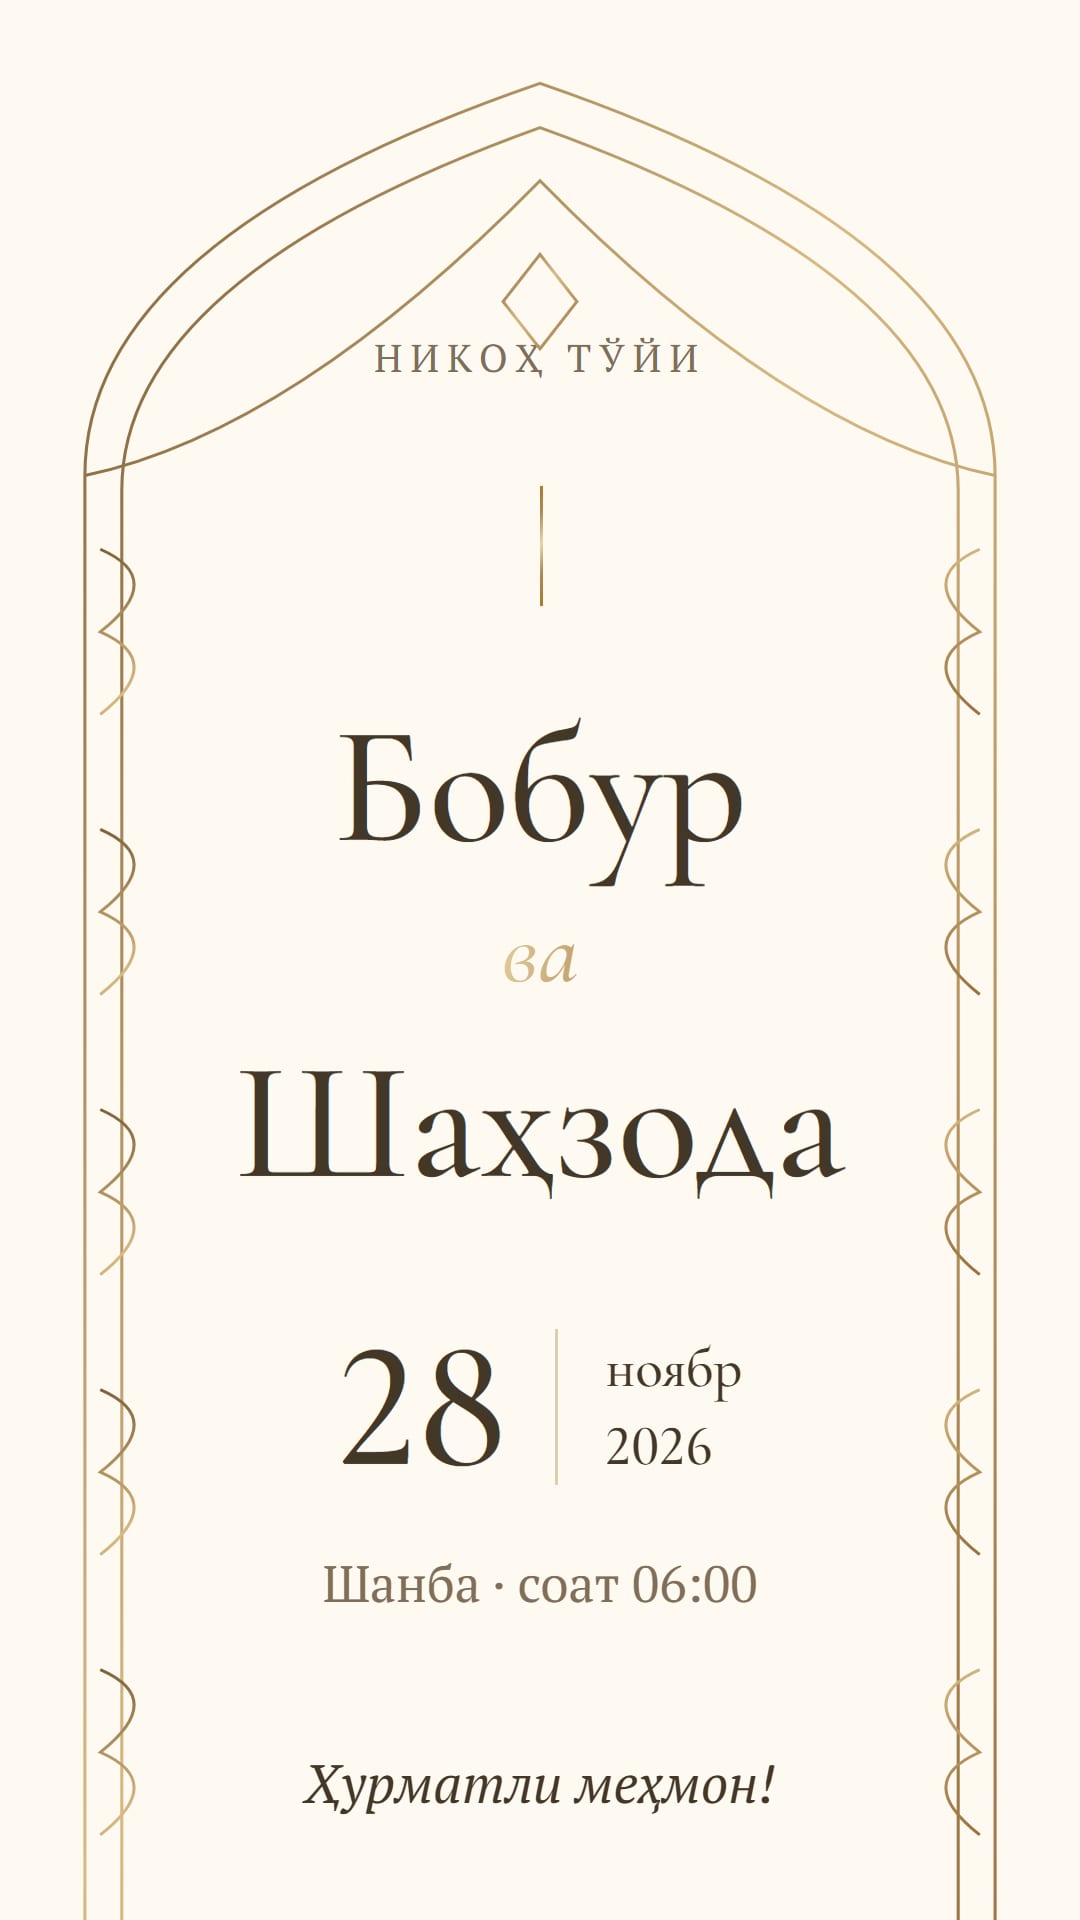 НИКОҲ ТЎЙИ
Бобур
ва
Шаҳзода
28
ноябр
2026
Шанба · соат 06:00
Ҳурматли меҳмон!